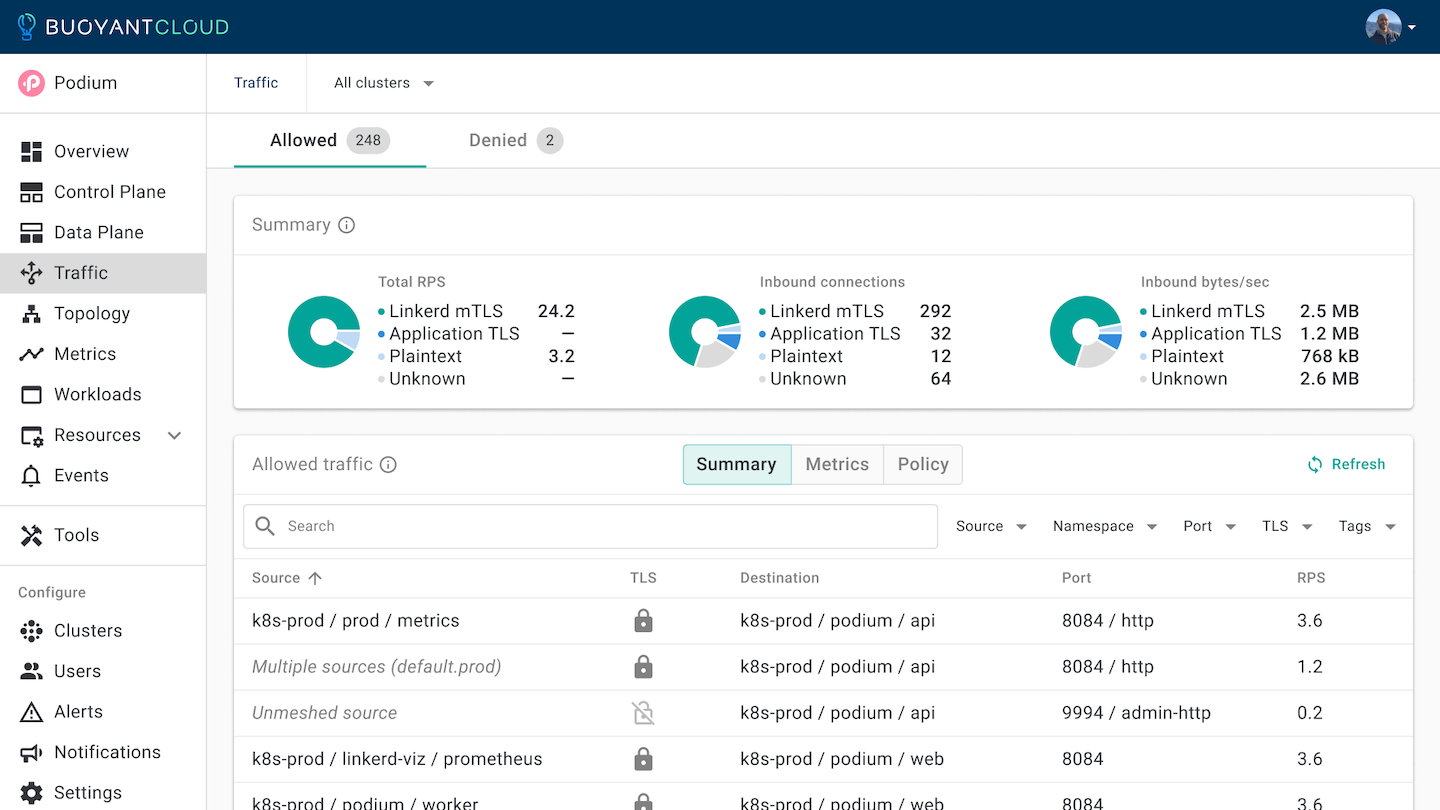 BUOYANTCLOUD
Podium
Traffic
All clusters
Overview
Control Plane
Data Plane
Traffic
Topology
Metrics
Workloads
Resources
Events
Tools
Configure
Clusters
Users
Alerts
Notifications
Settings
Allowed 248
Denied 2
Summary
Total RPS
Linkerd mTLS 24.2
Application TLS —
Plaintext 3.2
Unknown —
Inbound connections
Linkerd mTLS 292
Application TLS 32
Plaintext 12
Unknown 64
Inbound bytes/sec
Linkerd mTLS 2.5 MB
Application TLS 1.2 MB
Plaintext 768 kB
Unknown 2.6 MB
Allowed traffic
Summary Metrics Policy
Refresh
Search Source Namespace Port TLS Tags
Source TLS Destination Port RPS
k8s-prod / prod / metrics k8s-prod / podium / api 8084 / http 3.6
Multiple sources (default.prod) k8s-prod / podium / api 8084 / http 1.2
Unmeshed source k8s-prod / podium / api 9994 / admin-http 0.2
k8s-prod / linkerd-viz / prometheus k8s-prod / podium / web 8084 3.6
k8s-prod / podium / worker k8s-prod / podium / web 8084 3.6